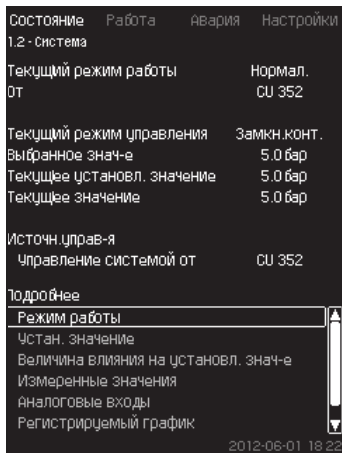 Состояние Работа Авария Настройки
1.2 - Система
Текущий режим работы Нормал.
От CU 352
Текущий режим управления Замкн.конт.
Выбранное знач-е 5.0 бар
Текущее установл. значение 5.0 бар
Текущее значение 5.0 бар
Источн.управ-я
Управление системой от CU 352
Подробнее
Режим работы
Устан. значение
Величина влияния на установл. знач-е
Измеренные значения
Аналоговые входы
Регистрируемый график
2012-06-01 18:22